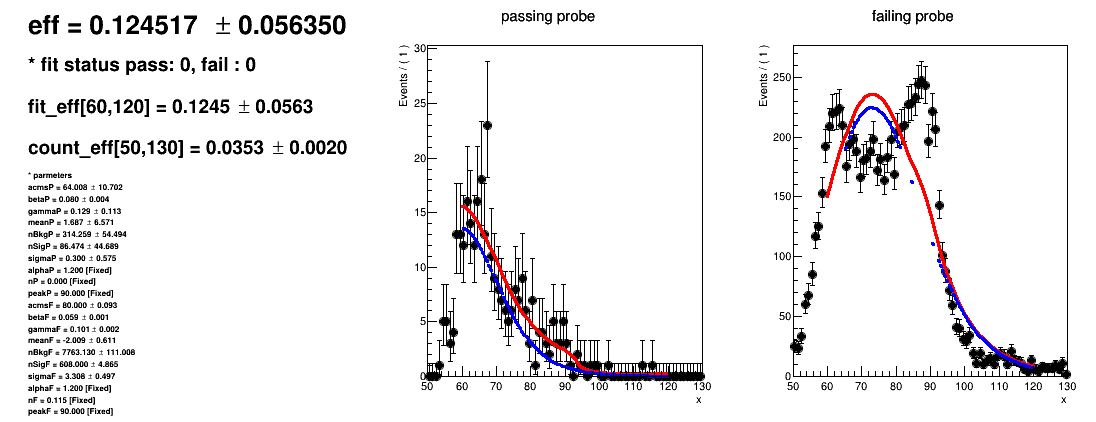 eff = 0.124517 ± 0.056350
* fit status pass: 0, fail : 0
fit_eff[60,120] = 0.1245 ± 0.0563
count_eff[50,130] = 0.0353 ± 0.0020
* parmeters
acmsP = 64.008 ± 10.702
betaP = 0.080 ± 0.004
gammaP = 0.129 ± 0.113
meanP = 1.687 ± 6.571
nBkgP = 314.259 ± 54.494
nSigP = 86.474 ± 44.689
sigmaP = 0.300 ± 0.575
alphaP = 1.200 [Fixed]
nP = 0.000 [Fixed]
peakP = 90.000 [Fixed]
acmsF = 80.000 ± 0.093
betaF = 0.059 ± 0.001
gammaF = 0.101 ± 0.002
meanF = -2.009 ± 0.611
nBkgF = 7763.130 ± 111.008
nSigF = 608.000 ± 4.865
sigmaF = 3.308 ± 0.497
alphaF = 1.200 [Fixed]
nF = 0.115 [Fixed]
peakF = 90.000 [Fixed]
passing probe
Events / ( 1 )
30
25
20
15
10
5
0
50 60 70 80 90 100 110 120 130
x
failing probe
Events / ( 1 )
250
200
150
100
50
0
50 60 70 80 90 100 110 120 130
x